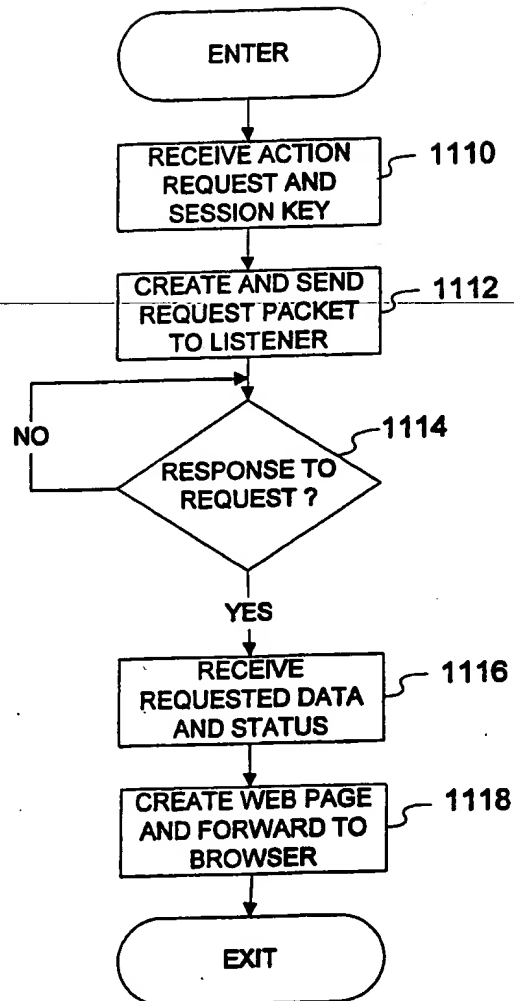 ENTER
RECEIVE ACTION
REQUEST AND
SESSION KEY
1110
CREATE AND SEND
REQUEST PACKET
TO LISTENER
1112
NO
RESPONSE TO
REQUEST ?
1114
YES
RECEIVE
REQUESTED DATA
AND STATUS
1116
CREATE WEB PAGE
AND FORWARD TO
BROWSER
1118
EXIT